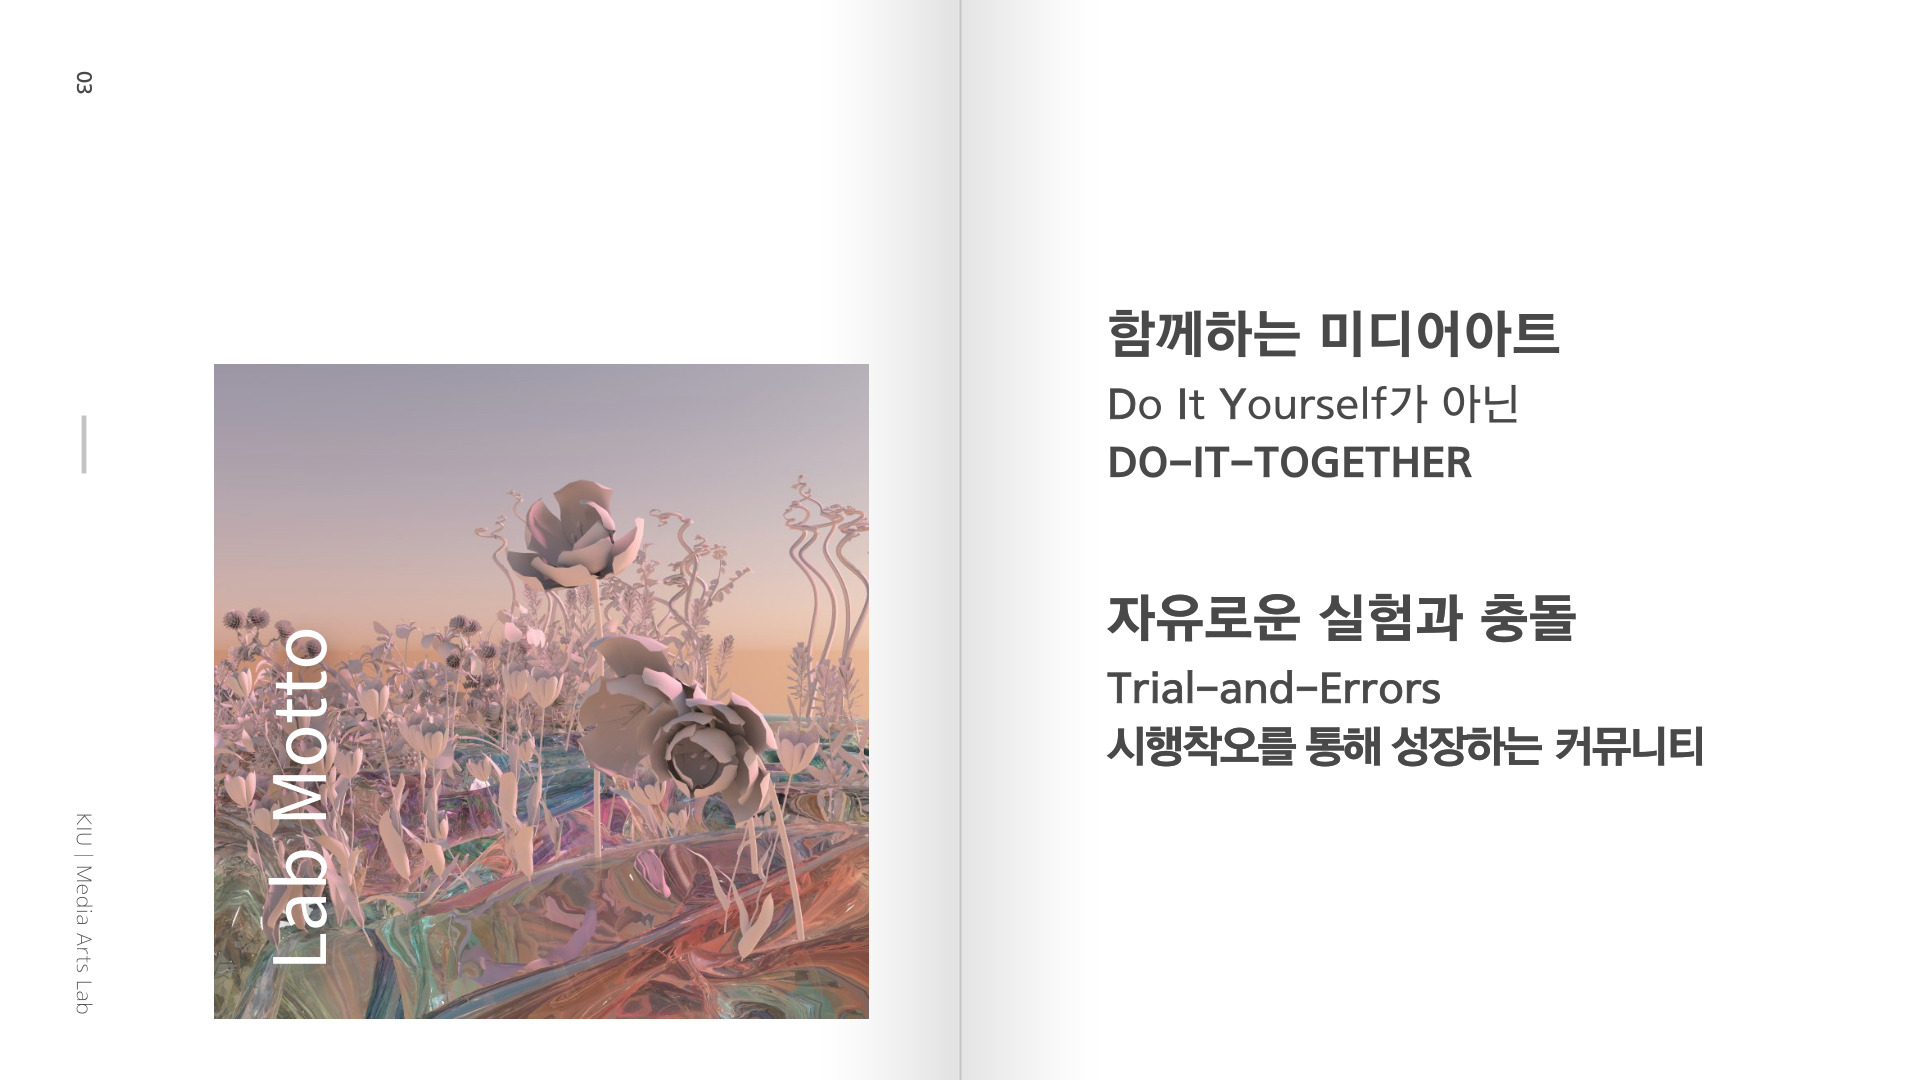 03
KIU | Media Arts Lab
Lab Motto
함께하는 미디어아트
Do It Yourself가 아닌
DO-IT-TOGETHER
자유로운 실험과 충돌
Trial-and-Errors
시행착오를 통해 성장하는 커뮤니티